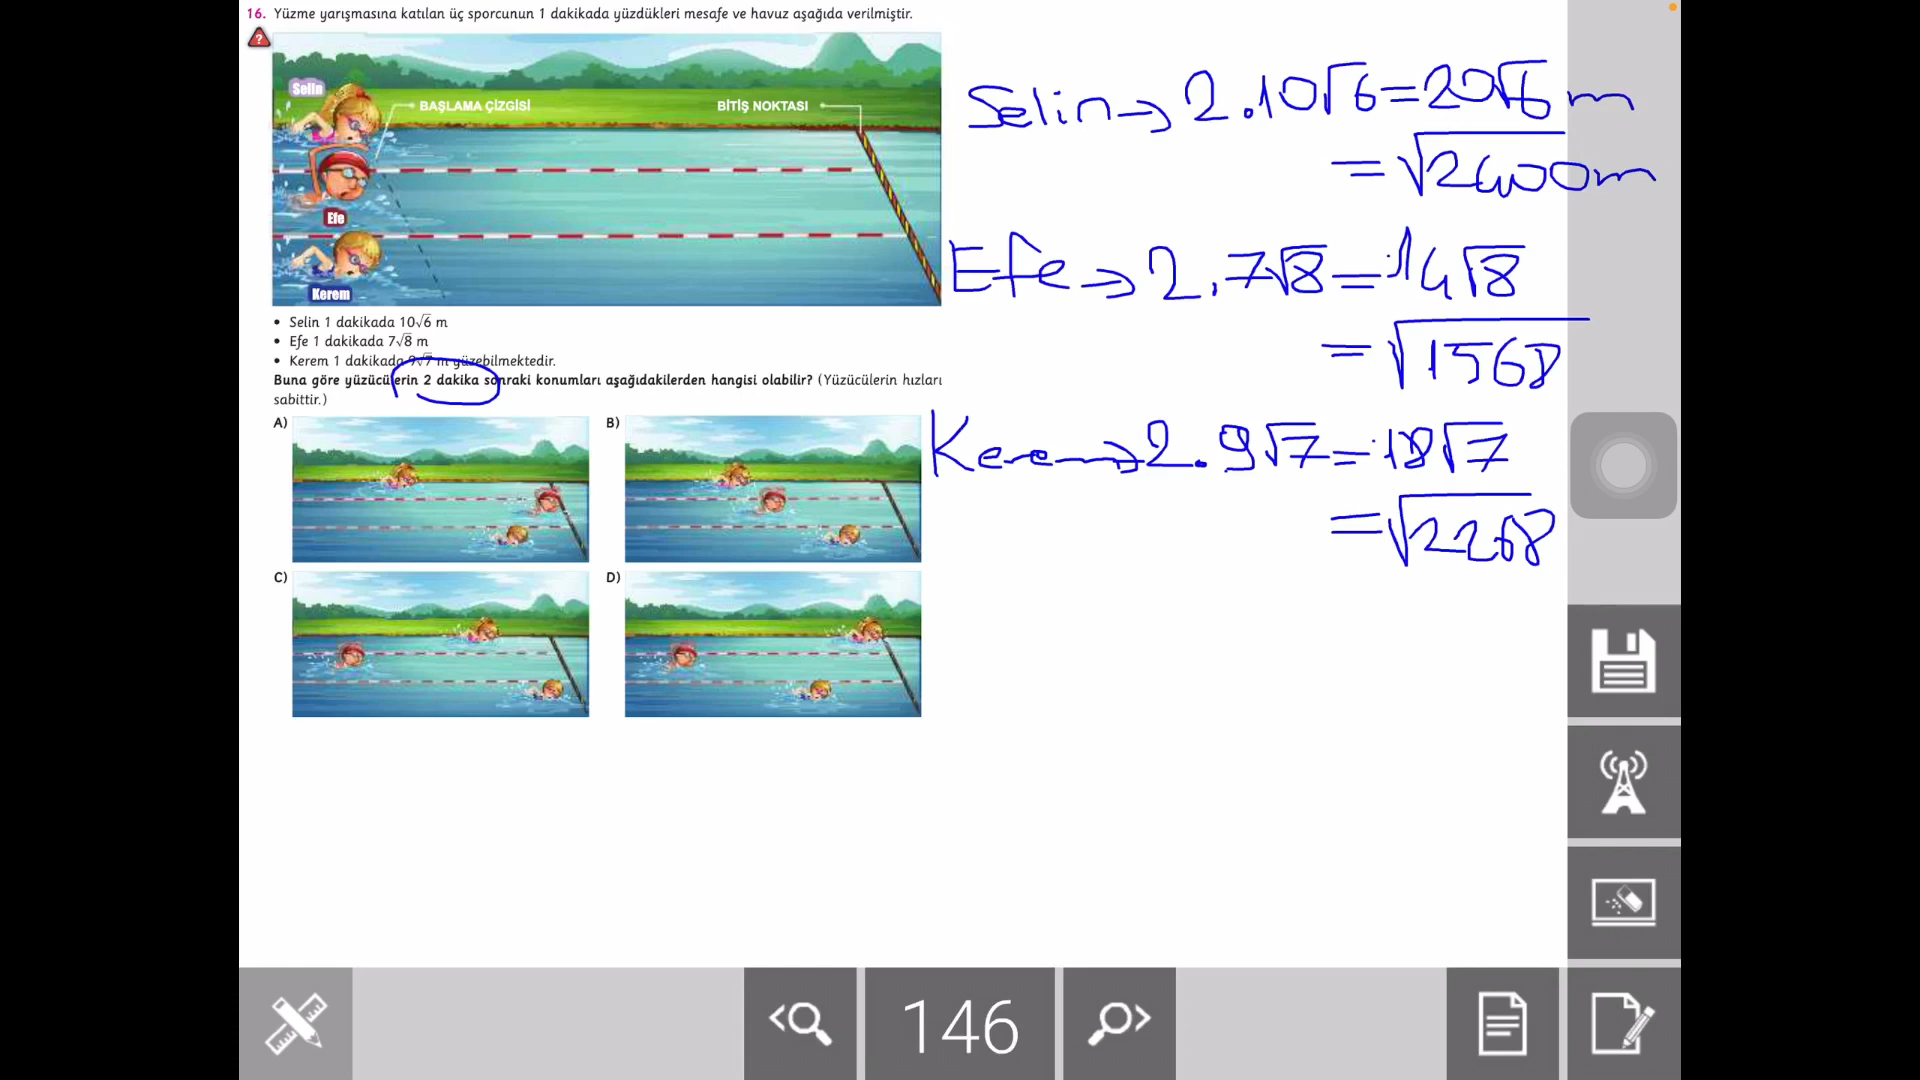 16. Yüzme yarışmasına katılan üç sporcunun 1 dakikada yüzdükleri mesafe ve havuz aşağıda verilmiştir.
?
Selin
BAŞLAMA ÇİZGİSİ
BİTİŞ NOKTASI
Efe
Kerem
• Selin 1 dakikada 10√6 m
• Efe 1 dakikada 7√8 m
• Kerem 1 dakikada 9√7 m yüzebilmektedir.
Buna göre yüzücülerin 2 dakika sonraki konumları aşağıdakilerden hangisi olabilir? (Yüzücülerin hızları
sabittir.)
A)
B)
C)
D)
Selin → 2.10√6 = 20√6 m
= √2400 m
Efe → 2.7√8 = 14√8
= √1568
Kerem → 2.9√7 = 18√7
= √2268
146